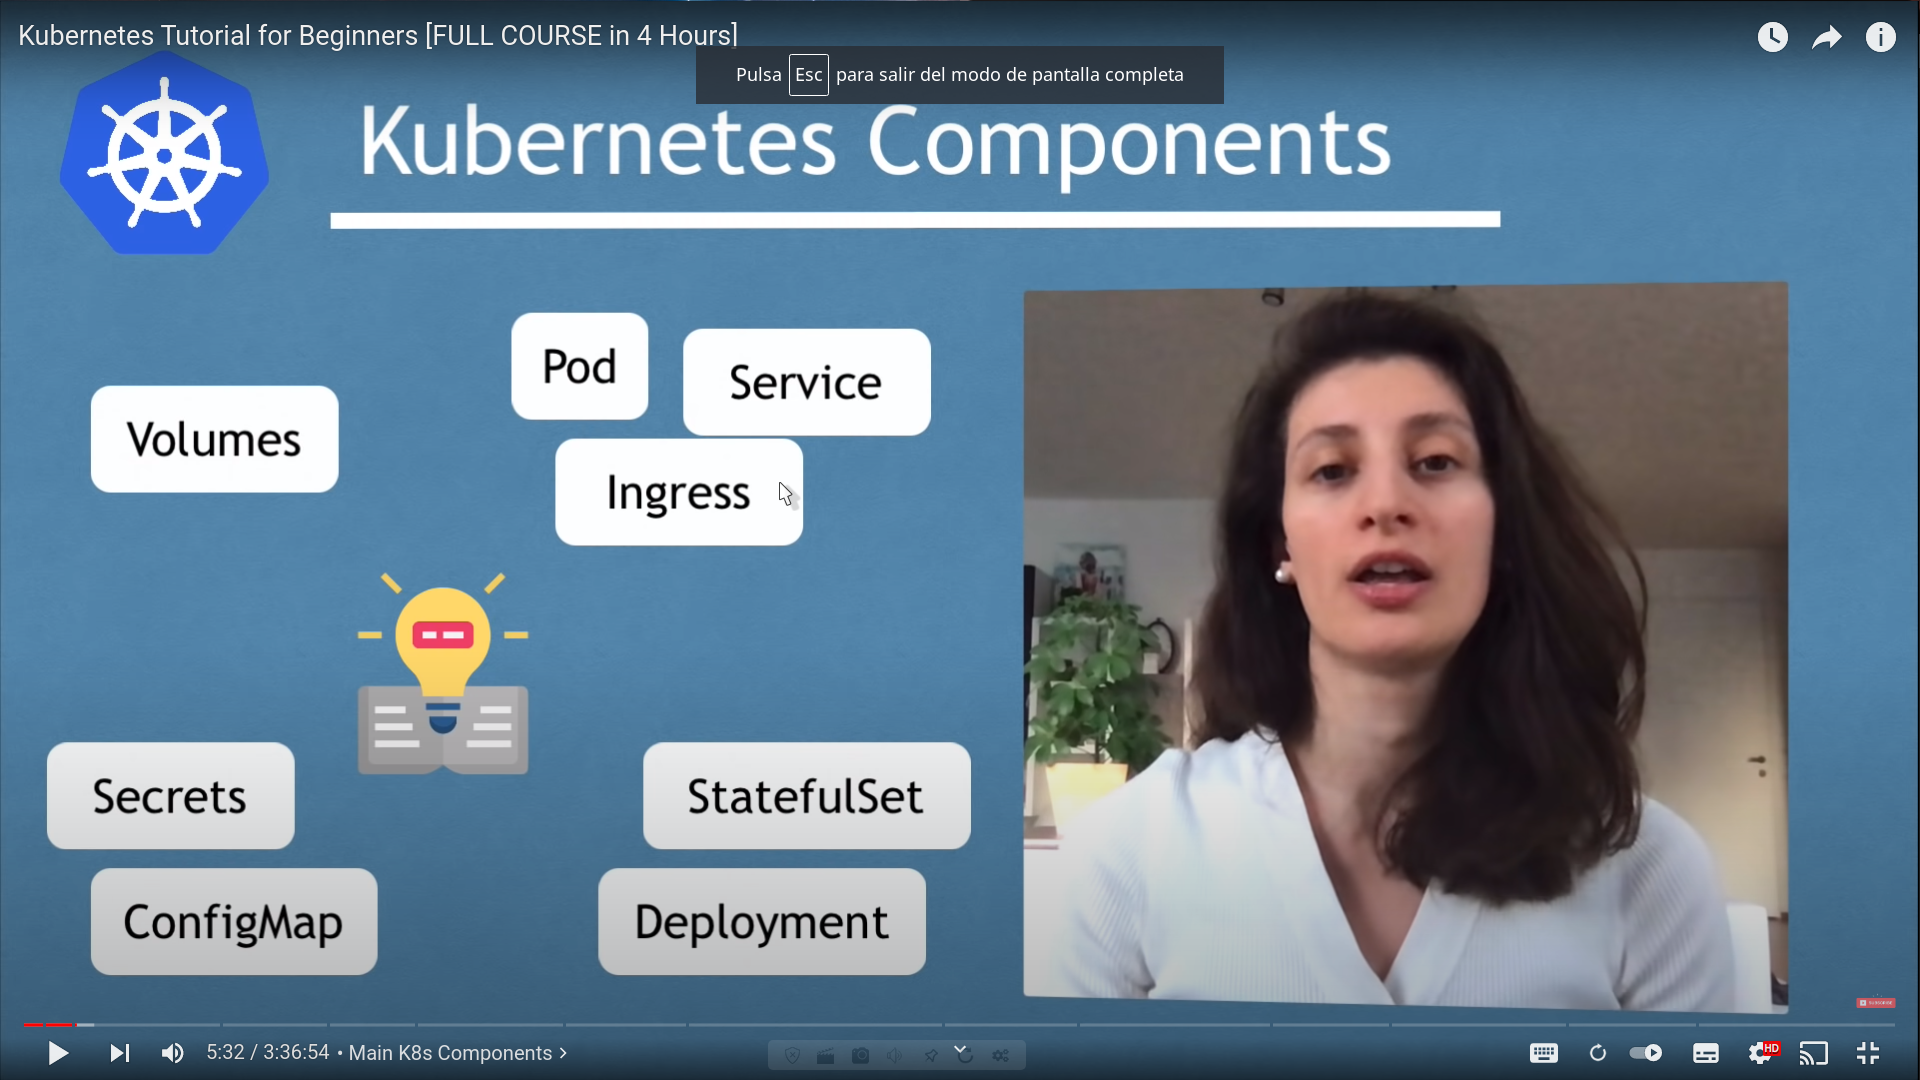 Kubernetes Tutorial for Beginners [FULL COURSE in 4 Hours]
Pulsa Esc para salir del modo de pantalla completa
Kubernetes Components
Pod
Service
Volumes
Ingress
Secrets
StatefulSet
ConfigMap
Deployment
SUBSCRIBE
5:32 / 3:36:54 • Main K8s Components
HD